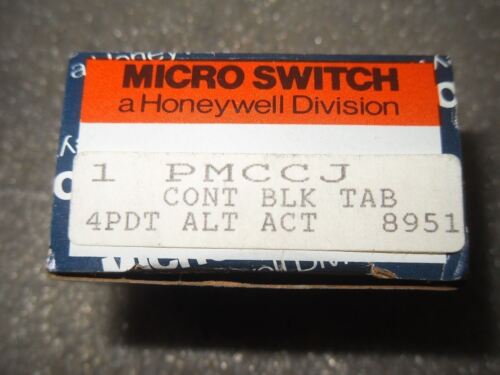 MICRO SWITCH
a Honeywell Division
1 PMCCJ
CONT BLK TAB
4PDT ALT ACT 8951